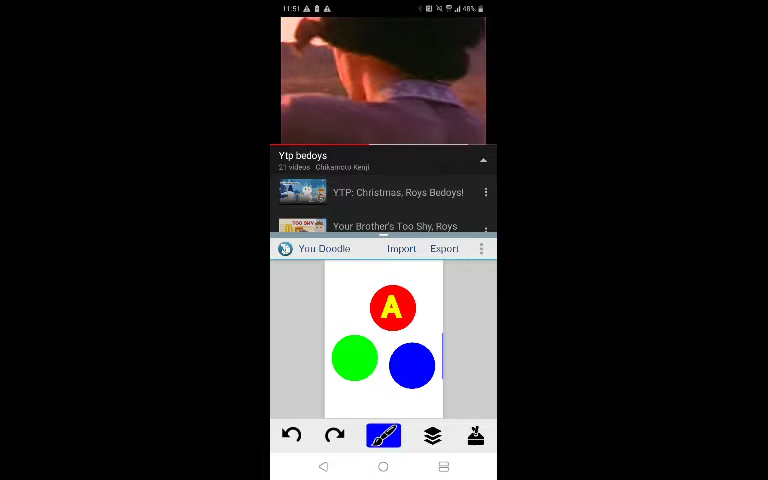 11:51
48%
Ytp bedoys
21 videos · Chikamoto Kenji
YTP: Christmas, Roys Bedoys!
TOO SHY
Your Brother's Too Shy, Roys
You Doodle
Import
Export
A